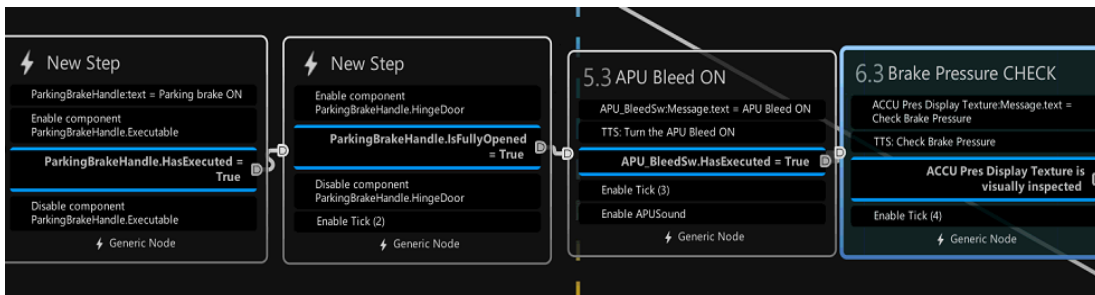 New Step
ParkingBrakeHandle:text = Parking brake ON
Enable component
ParkingBrakeHandle.Executable
ParkingBrakeHandle.HasExecuted =
True
Disable component
ParkingBrakeHandle.Executable
Generic Node
New Step
Enable component
ParkingBrakeHandle.HingeDoor
ParkingBrakeHandle.IsFullyOpened
= True
Disable component
ParkingBrakeHandle.HingeDoor
Enable Tick (2)
Generic Node
5.3 APU Bleed ON
APU_BleedSw:Message.text = APU Bleed ON
TTS: Turn the APU Bleed ON
APU_BleedSw.HasExecuted = True
Enable Tick (3)
Enable APUSound
Generic Node
6.3 Brake Pressure CHECK
ACCU Pres Display Texture:Message.text =
Check Brake Pressure
TTS: Check Brake Pressure
ACCU Pres Display Texture is
visually inspected
Enable Tick (4)
Generic Node